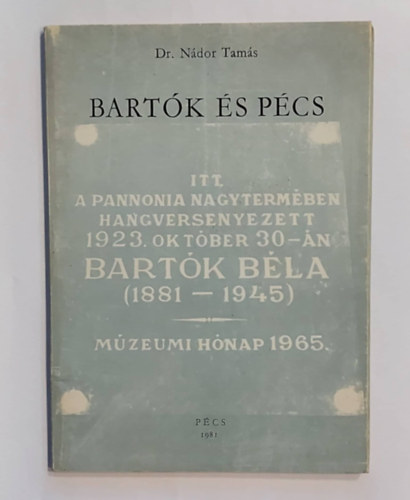 Dr. Nádor Tamás
BARTÓK ÉS PÉCS
ITT,
A PANNONIA NAGYTERMÉBEN
HANGVERSENYEZETT
1923. OKTÓBER 30-ÁN
BARTÓK BÉLA
(1881 — 1945)
MÚZEUMI HÓNAP 1965.
PÉCS
1981